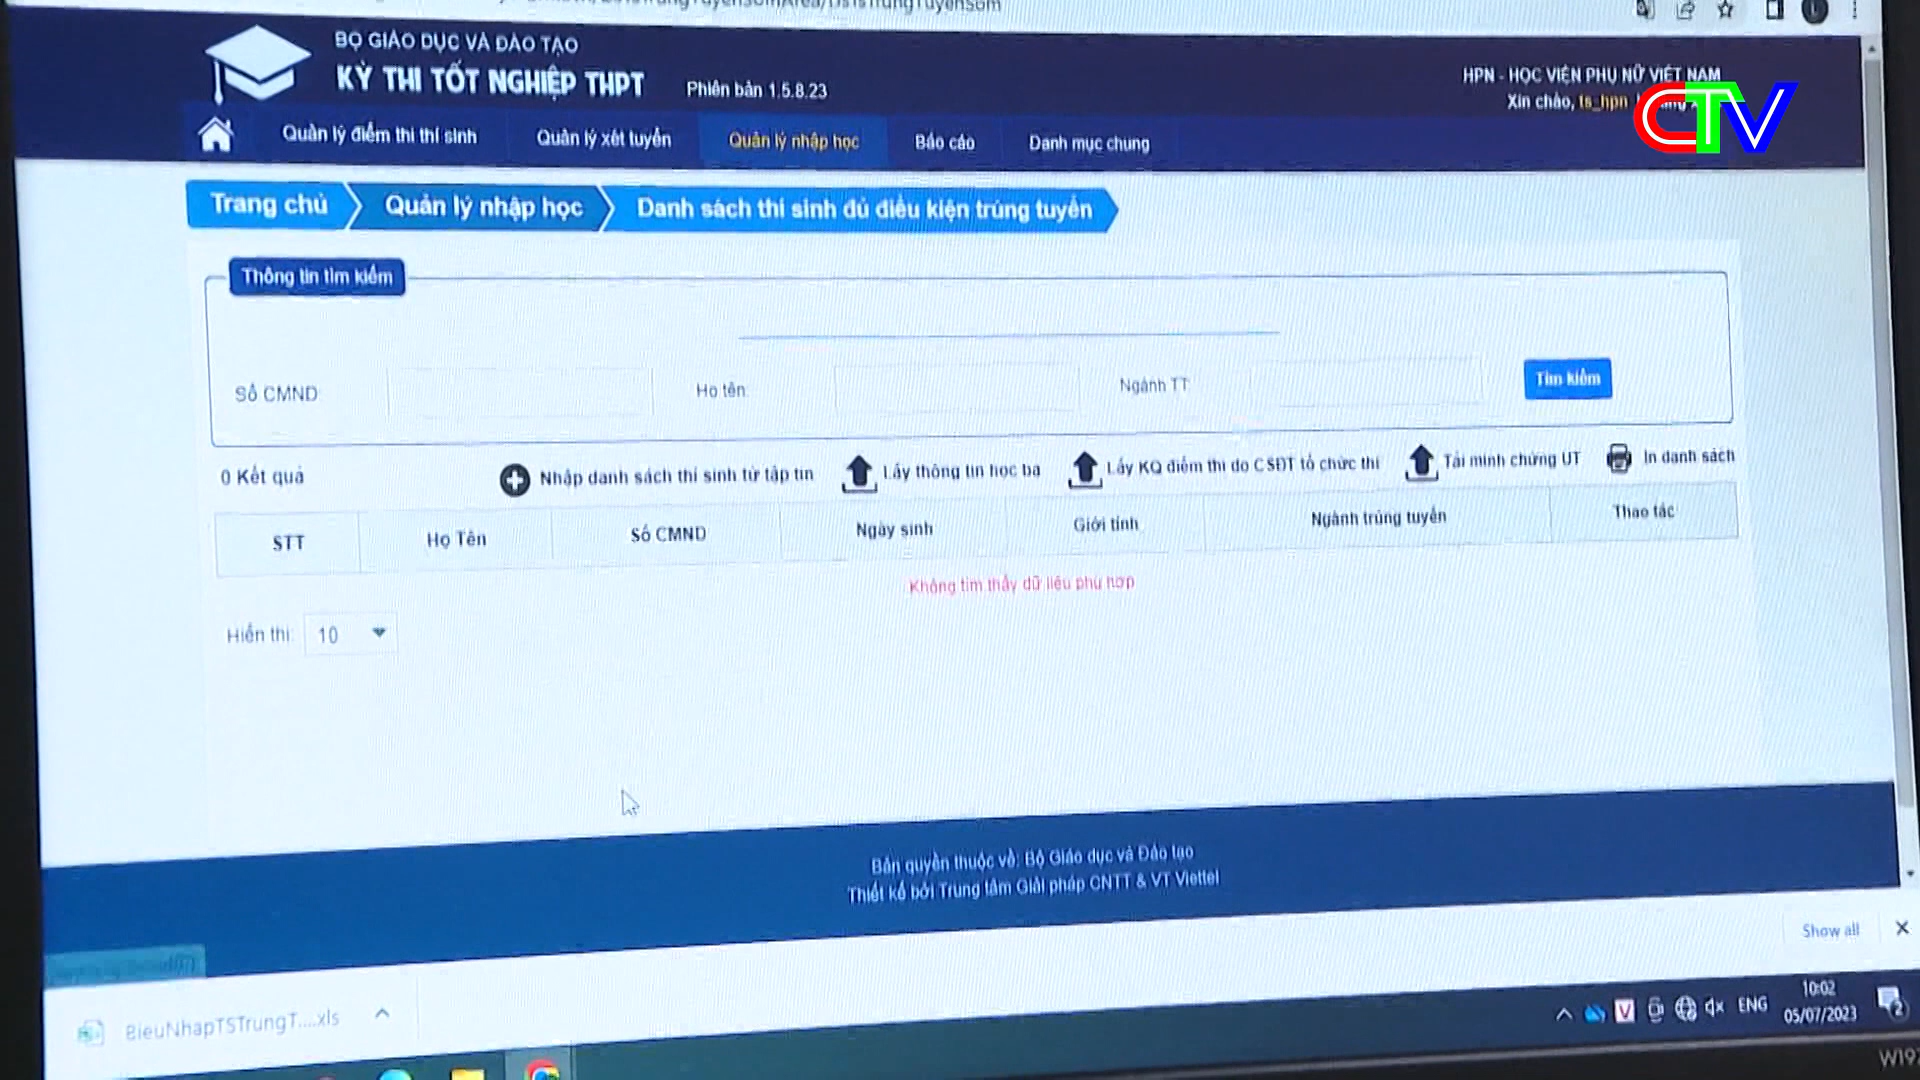 BỘ GIÁO DỤC VÀ ĐÀO TẠO
KỲ THI TỐT NGHIỆP THPT
Phiên bản 1.5.8.23
HPN - HỌC VIỆN PHỤ NỮ VIỆT NAM
Xin chào, ts_hpn
CTV
Quản lý điểm thi thí sinh
Quản lý xét tuyển
Quản lý nhập học
Báo cáo
Danh mục chung
Trang chủ
Quản lý nhập học
Danh sách thí sinh đủ điều kiện trúng tuyển
Thông tin tìm kiếm
Số CMND
Họ tên:
Ngành TT
Tìm kiếm
0 Kết quả
Nhập danh sách thí sinh từ tập tin
Lấy thông tin học bạ
Lấy KQ điểm thi do CSĐT tổ chức thi
Tải minh chứng UT
In danh sách
STT
Họ Tên
Số CMND
Ngày sinh
Giới tính
Ngành trúng tuyển
Thao tác
Không tìm thấy dữ liệu phù hợp
Hiển thị:
10
Bản quyền thuộc về: Bộ Giáo dục và Đào tạo
Thiết kế bởi Trung tâm Giải pháp CNTT & VT Viettel
Show all
BieuNhapTSTrungT....xls
ENG
10:02
05/07/2023
2